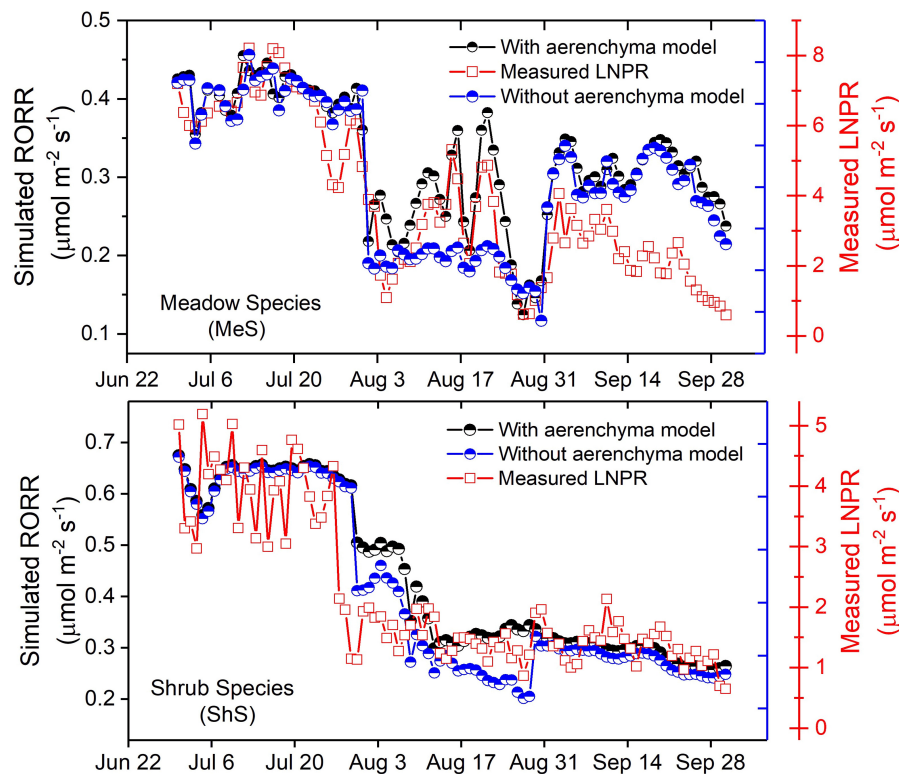 0.5
0.4
0.3
0.2
0.1
Simulated RORR
(μmol m⁻² s⁻¹)
With aerenchyma model
Measured LNPR
Without aerenchyma model
Meadow Species
(MeS)
8
6
4
2
0
Measured LNPR
(μmol m⁻² s⁻¹)
Jun 22 Jul 6 Jul 20 Aug 3 Aug 17 Aug 31 Sep 14 Sep 28
0.7
0.6
0.5
0.4
0.3
0.2
Simulated RORR
(μmol m⁻² s⁻¹)
With aerenchyma model
Without aerenchyma model
Measured LNPR
Shrub Species
(ShS)
5
4
3
2
1
0
Measured LNPR
(μmol m⁻² s⁻¹)
Jun 22 Jul 6 Jul 20 Aug 3 Aug 17 Aug 31 Sep 14 Sep 28